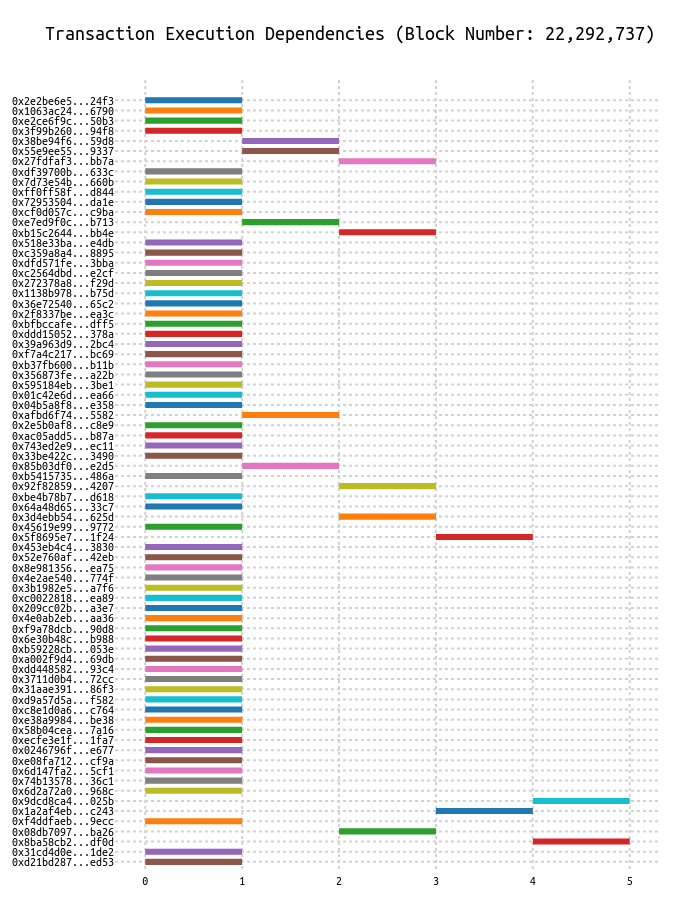 Transaction Execution Dependencies (Block Number: 22,292,737)
0x2e2be6e5...24f3
0x1063ac24...6790
0xe2ce6f9c...50b3
0x3f99b260...94f8
0x38be94f6...59d8
0x55e9ee55...9337
0x27fdfaf3...bb7a
0xdf39700b...633c
0x7d73e54b...660b
0xff0ff58f...d844
0x72953504...da1e
0xcf0d057c...c9ba
0xe7ed9f0c...b713
0xb15c2644...bb4e
0x518e33ba...e4db
0xc359a8a4...8895
0xdfd571fe...3bba
0xc2564dbd...e2cf
0x272378a8...f29d
0x1138b978...b75d
0x36e72540...65c2
0x2f8337be...ea3c
0xbfbccafe...dff5
0xddd15052...378a
0x39a963d9...2bc4
0xf7a4c217...bc69
0xb37fb600...b11b
0x356873fe...a22b
0x595184eb...3be1
0x01c42e6d...ea66
0x04b5a8f8...e358
0xafbd6f74...5582
0x2e5b0af8...c8e9
0xac05add5...b87a
0x743ed2e9...ec11
0x33be422c...3490
0x85b03df0...e2d5
0xb5415735...486a
0x92f82859...4207
0xbe4b78b7...d618
0x64a48d65...33c7
0x3d4ebb54...625d
0x45619e99...9772
0x5f8695e7...1f24
0x453eb4c4...3830
0x52e760af...42eb
0x8e981356...ea75
0x4e2ae540...774f
0x3b1982e5...a7f6
0xc0022818...ea89
0x209cc02b...a3e7
0x4e0ab2eb...aa36
0xf9a78dcb...90d8
0x6e30b48c...b988
0xb59228cb...053e
0xa002f9d4...69db
0xdd448582...93c4
0x3711d0b4...72cc
0x31aae391...86f3
0xd9a57d5a...f582
0xc8e1d0a6...c764
0xe38a9984...be38
0x58b04cea...7a16
0xecfe3e1f...1fa7
0x0246796f...e677
0xe08fa712...cf9a
0x6d147fa2...5cf1
0x74b13578...36c1
0x6d2a72a0...968c
0x9dcd8ca4...025b
0x1a2af4eb...c243
0xf4ddfaeb...9ecc
0x08db7097...ba26
0x8ba58cb2...df0d
0x31cd4d0e...1de2
0xd21bd287...ed53
0 1 2 3 4 5